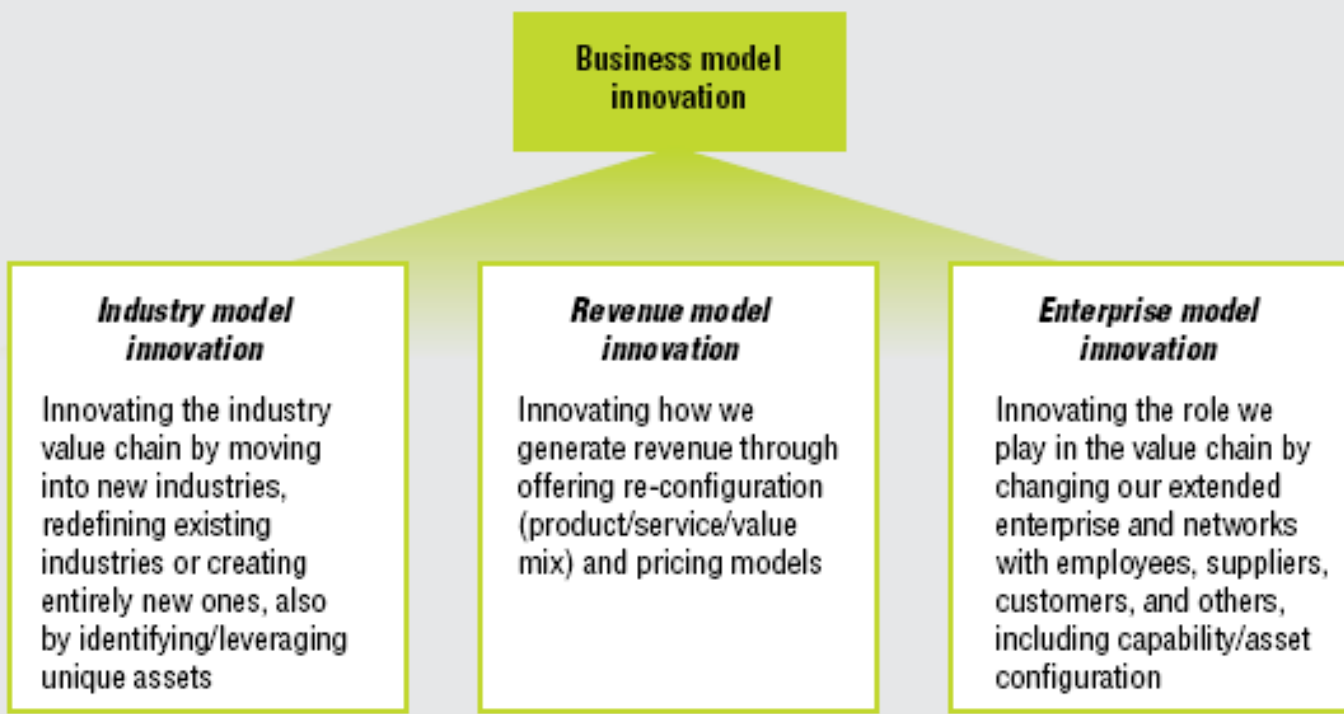 Business model
innovation
Industry model
innovation
Innovating the industry
value chain by moving
into new industries,
redefining existing
industries or creating
entirely new ones, also
by identifying/leveraging
unique assets
Revenue model
innovation
Innovating how we
generate revenue through
offering re-configuration
(product/service/value
mix) and pricing models
Enterprise model
innovation
Innovating the role we
play in the value chain by
changing our extended
enterprise and networks
with employees, suppliers,
customers, and others,
including capability/asset
configuration